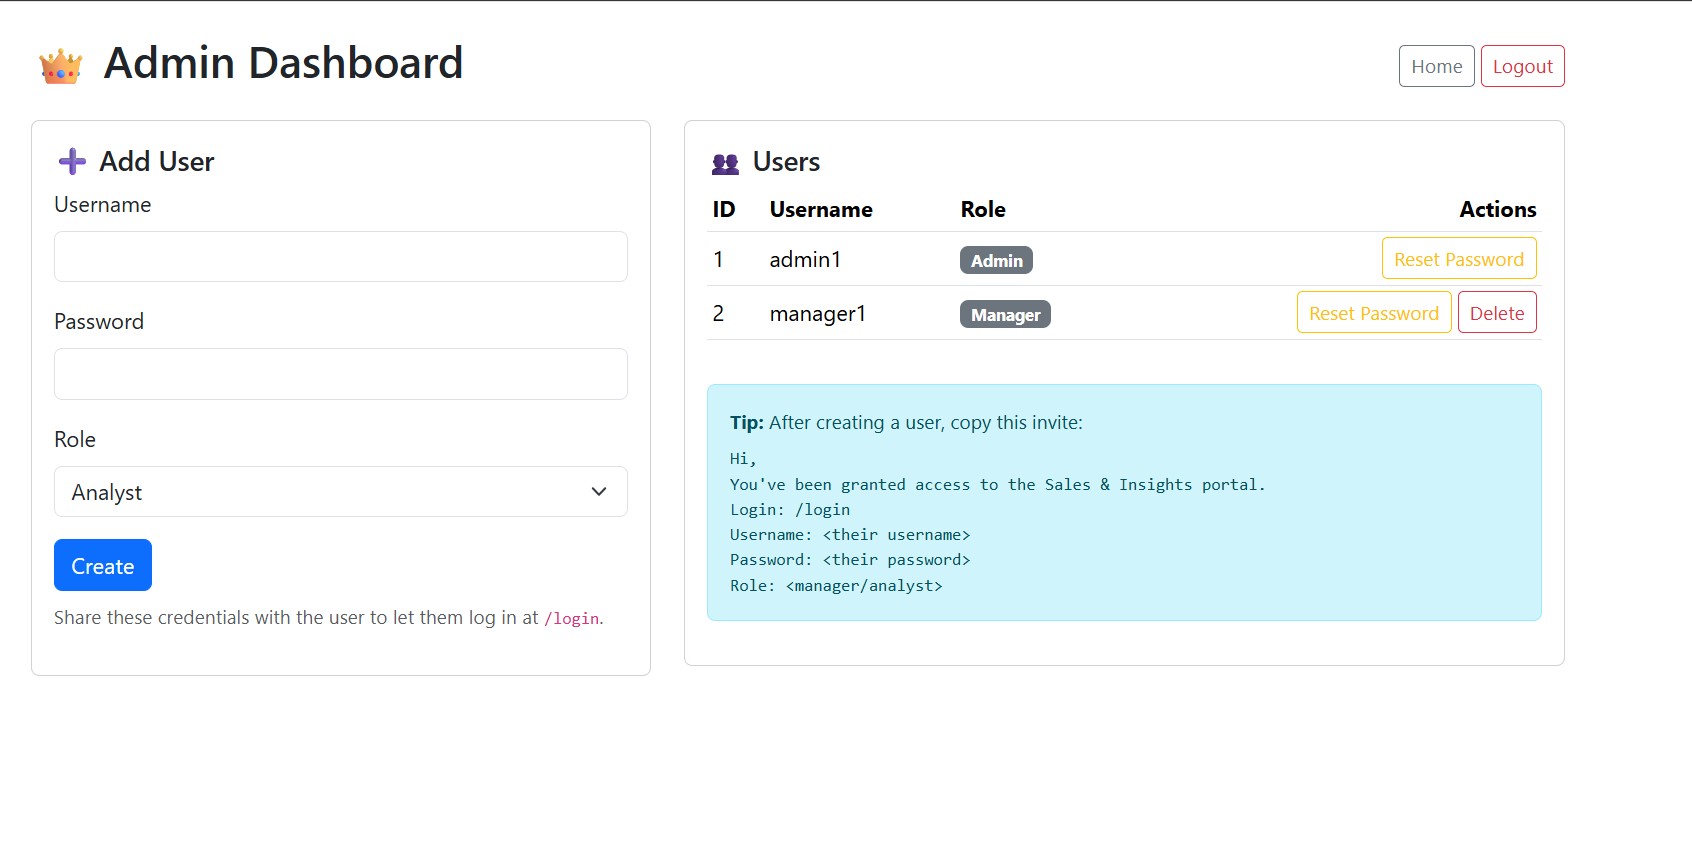 Admin Dashboard
Home
Logout
Add User
Username
Password
Role
Analyst
Create
Share these credentials with the user to let them log in at /login.
Users
ID Username Role Actions
1 admin1 Admin Reset Password
2 manager1 Manager Reset Password Delete
Tip: After creating a user, copy this invite:
Hi,
You've been granted access to the Sales & Insights portal.
Login: /login
Username: <their username>
Password: <their password>
Role: <manager/analyst>